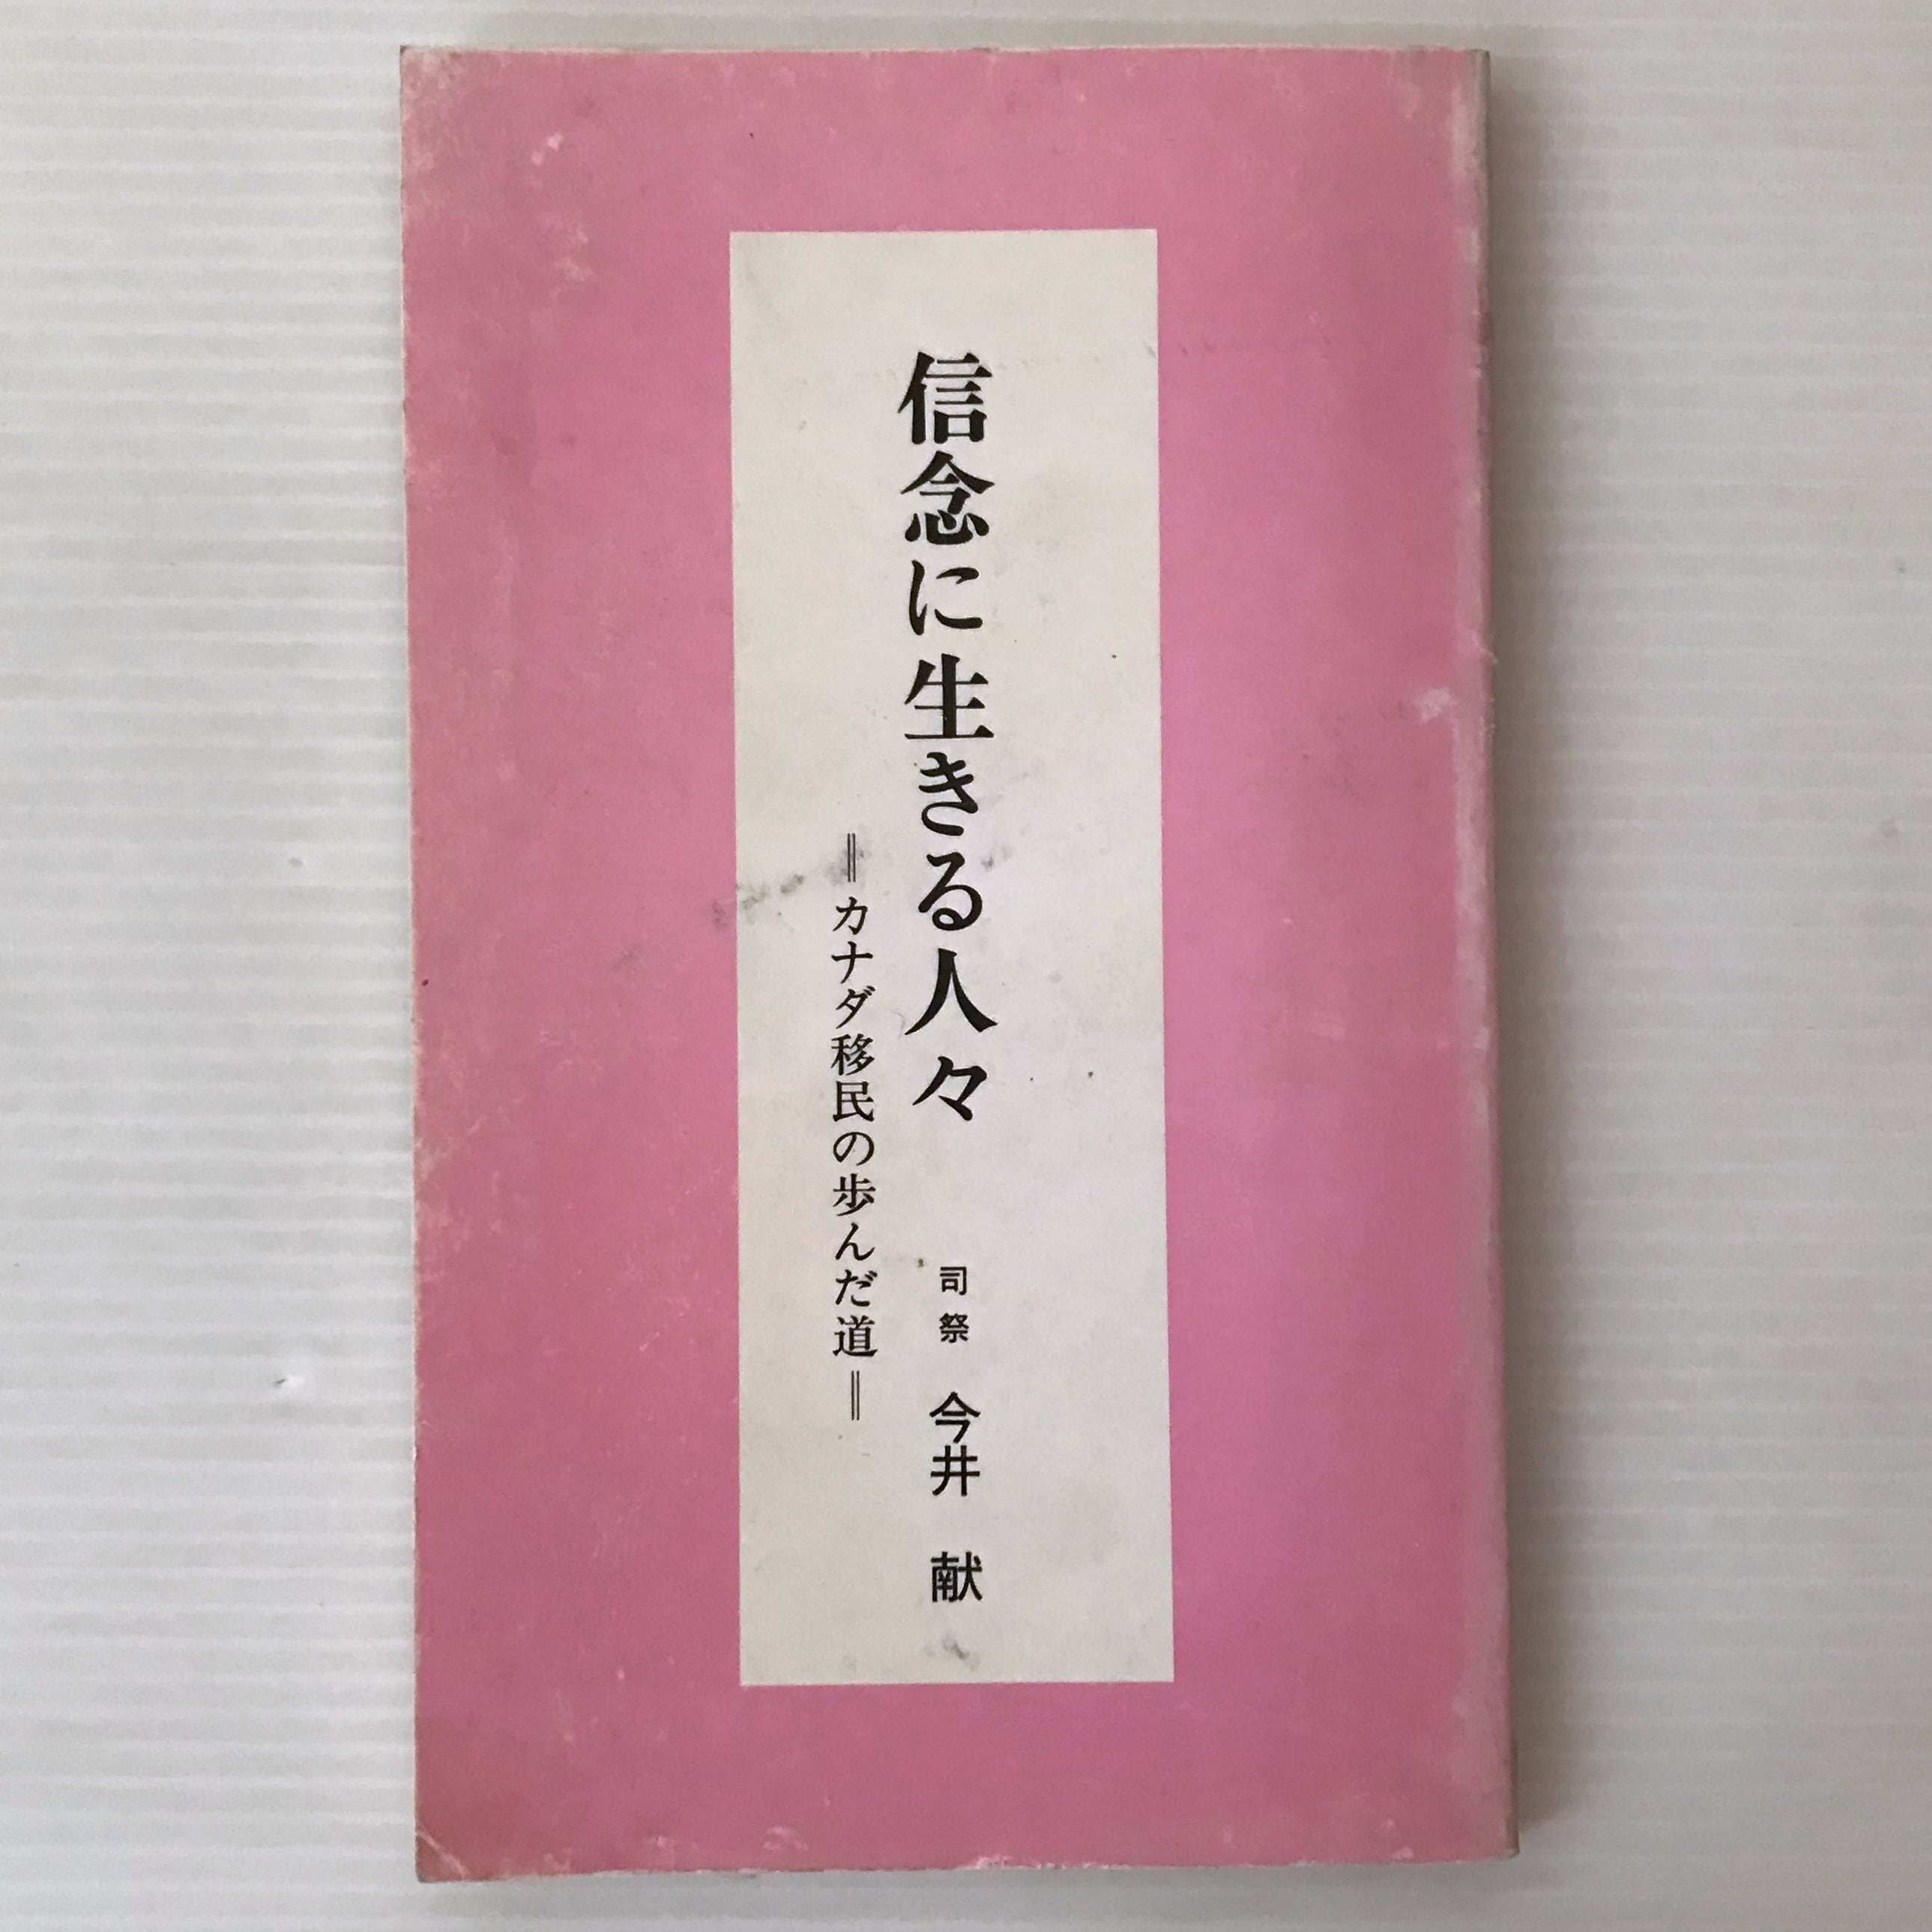 信念に生きる人々
司祭 今井 献
＝カナダ移民の歩んだ道＝